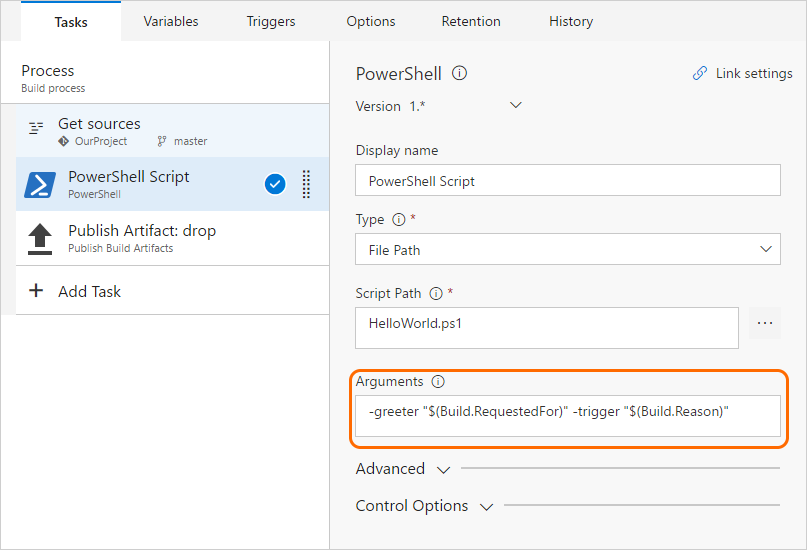 Tasks
Variables
Triggers
Options
Retention
History
Process
Build process
Get sources
OurProject
master
PowerShell Script
PowerShell
Publish Artifact: drop
Publish Build Artifacts
Add Task
PowerShell
Link settings
Version 1.*
Display name
PowerShell Script
Type *
File Path
Script Path *
HelloWorld.ps1
...
Arguments
-greeter "$(Build.RequestedFor)" -trigger "$(Build.Reason)"
Advanced
Control Options